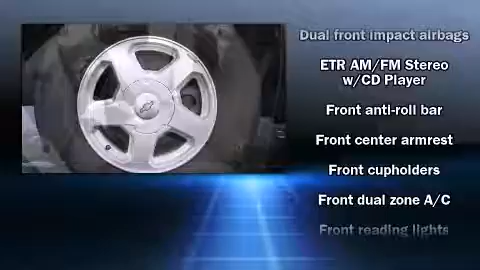 Dual front impact airbags
ETR AM/FM Stereo
w/CD Player
Front anti-roll bar
Front center armrest
Front cupholders
Front dual zone A/C
Front reading lights